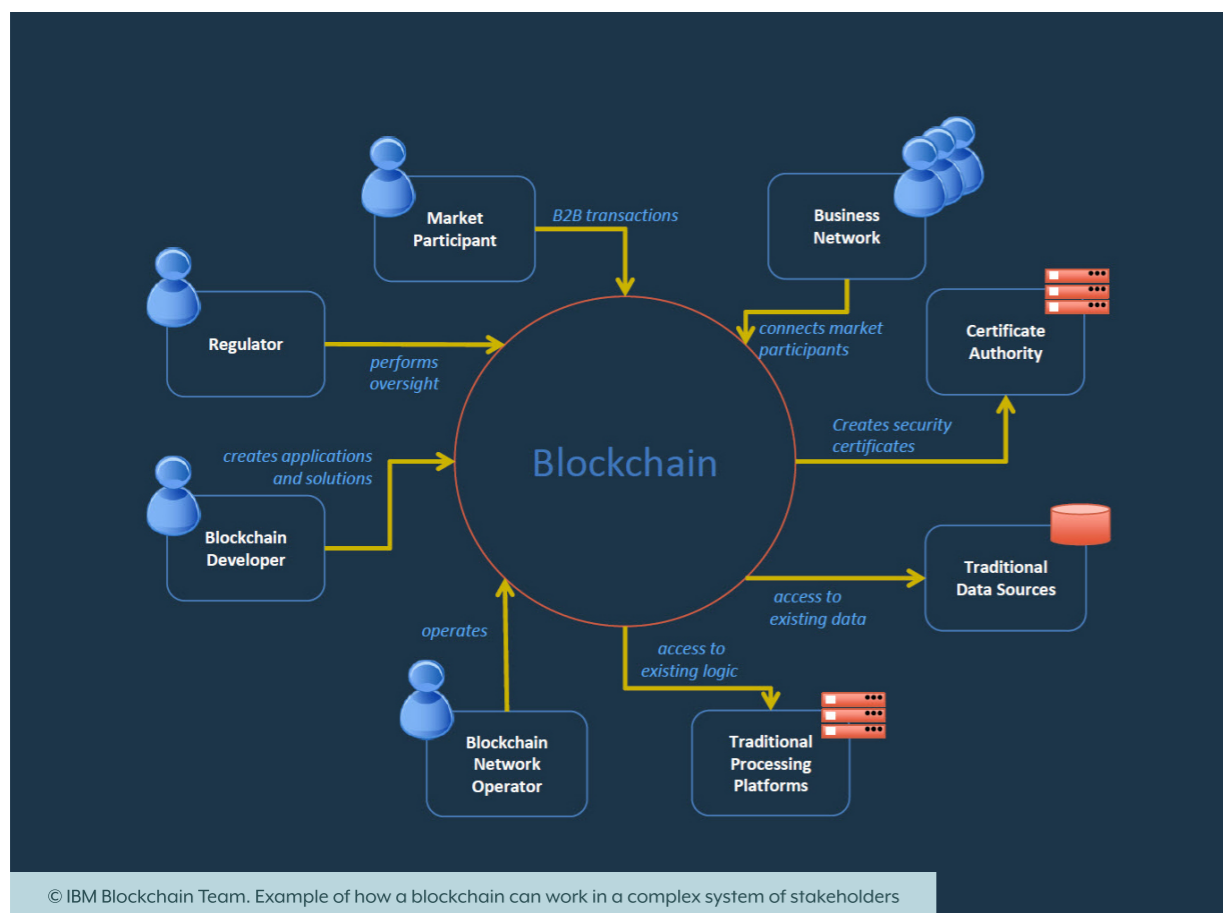 Market
Participant
B2B transactions
Business
Network
Regulator
performs
oversight
connects market
participants
Certificate
Authority
creates applications
and solutions
Blockchain
Creates security
certificates
Blockchain
Developer
Traditional
Data Sources
operates
access to
existing logic
access to
existing data
Blockchain
Network
Operator
Traditional
Processing
Platforms
© IBM Blockchain Team. Example of how a blockchain can work in a complex system of stakeholders